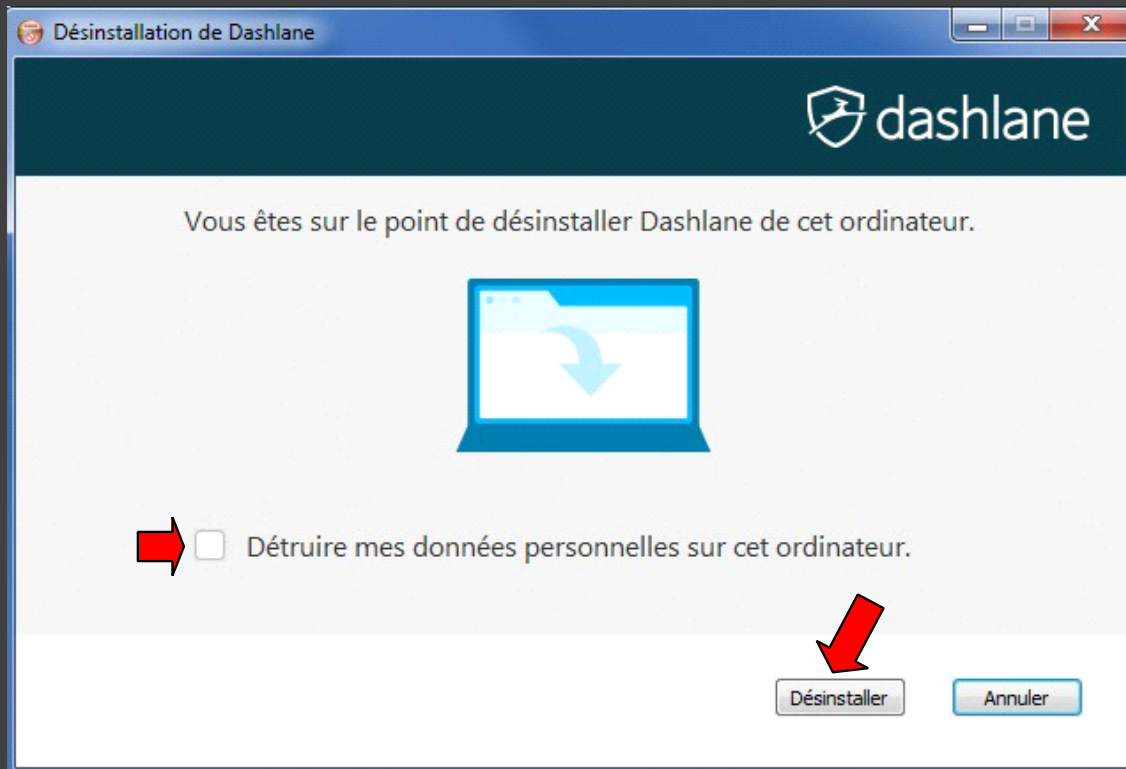 Désinstallation de Dashlane
dashlane
Vous êtes sur le point de désinstaller Dashlane de cet ordinateur.
Détruire mes données personnelles sur cet ordinateur.
Désinstaller Annuler